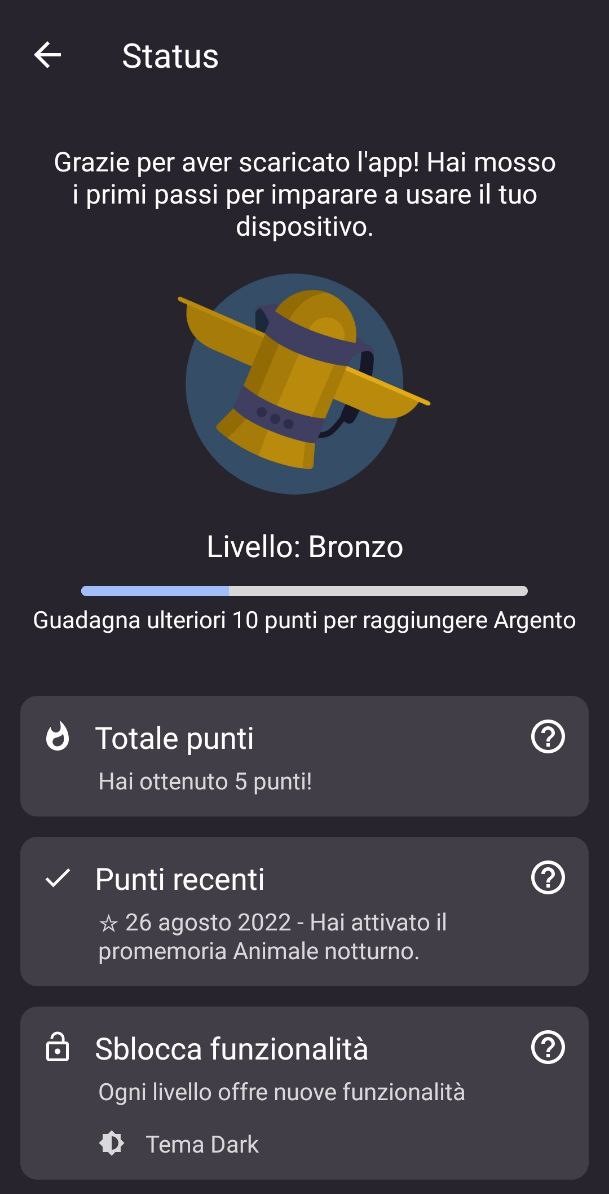 Status
Grazie per aver scaricato l'app! Hai mosso
i primi passi per imparare a usare il tuo
dispositivo.
Livello: Bronzo
Guadagna ulteriori 10 punti per raggiungere Argento
Totale punti
Hai ottenuto 5 punti!
Punti recenti
☆ 26 agosto 2022 - Hai attivato il
promemoria Animale notturno.
Sblocca funzionalità
Ogni livello offre nuove funzionalità
Tema Dark